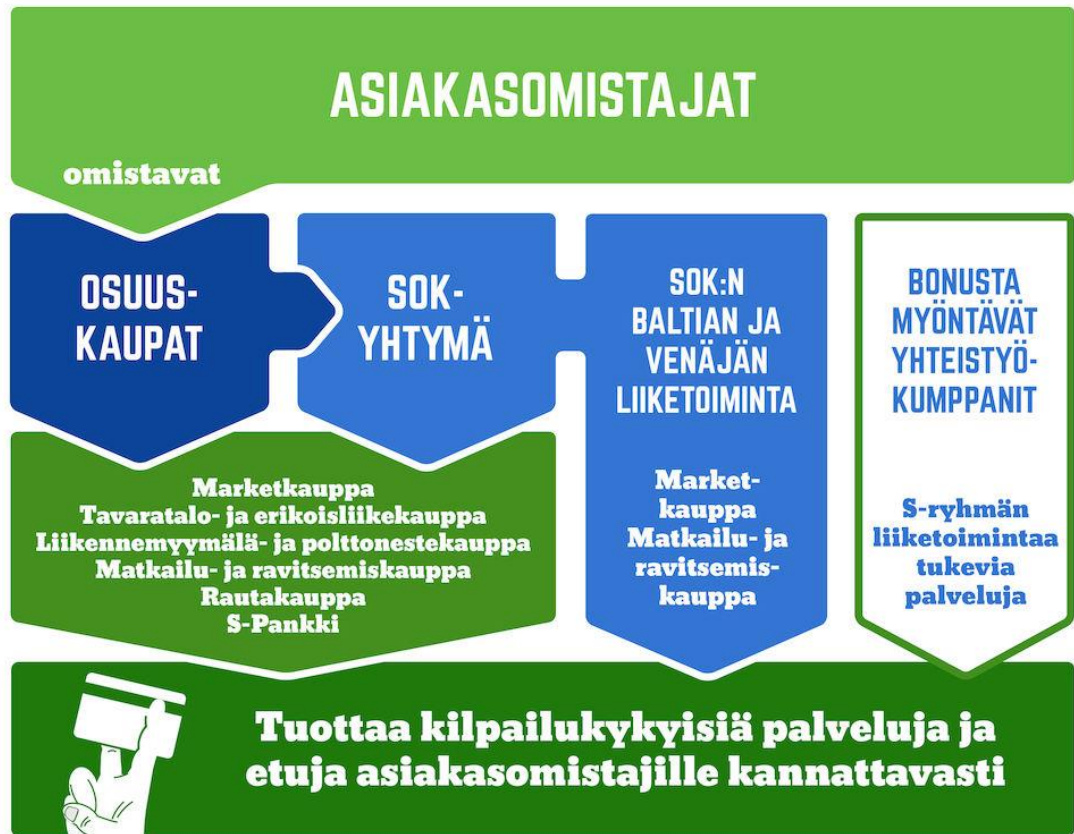 ASIAKASOMISTAJAT
omistavat
OSUUS-
KAUPAT
SOK-
YHTYMÄ
SOK:N
BALTIAN JA
VENÄJÄN
LIIKETOIMINTA
BONUSTA
MYÖNTÄVÄT
YHTEISTYÖ-
KUMPPANIT
Marketkauppa
Tavaratalo- ja erikoisliikekauppa
Liikennemyymälä- ja polttonestekauppa
Matkailu- ja ravitsemiskauppa
Rautakauppa
S-Pankki
Market-
kauppa
Matkailu- ja
ravitsemis-
kauppa
S-ryhmän
liiketoimintaa
tukevia
palveluja
Tuottaa kilpailukykyisiä palveluja ja
etuja asiakasomistajille kannattavasti